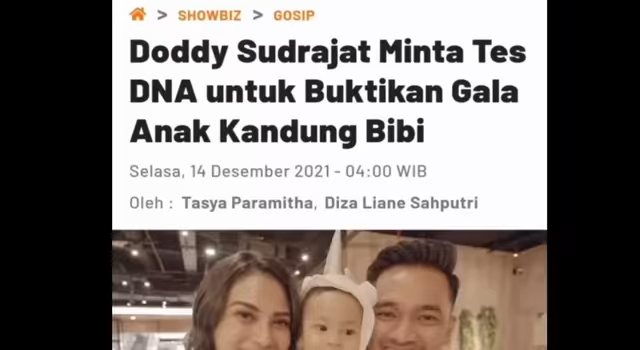 > SHOWBIZ > GOSIP
Doddy Sudrajat Minta Tes
DNA untuk Buktikan Gala
Anak Kandung Bibi
Selasa, 14 Desember 2021 - 04:00 WIB
Oleh : Tasya Paramitha, Diza Liane Sahputri